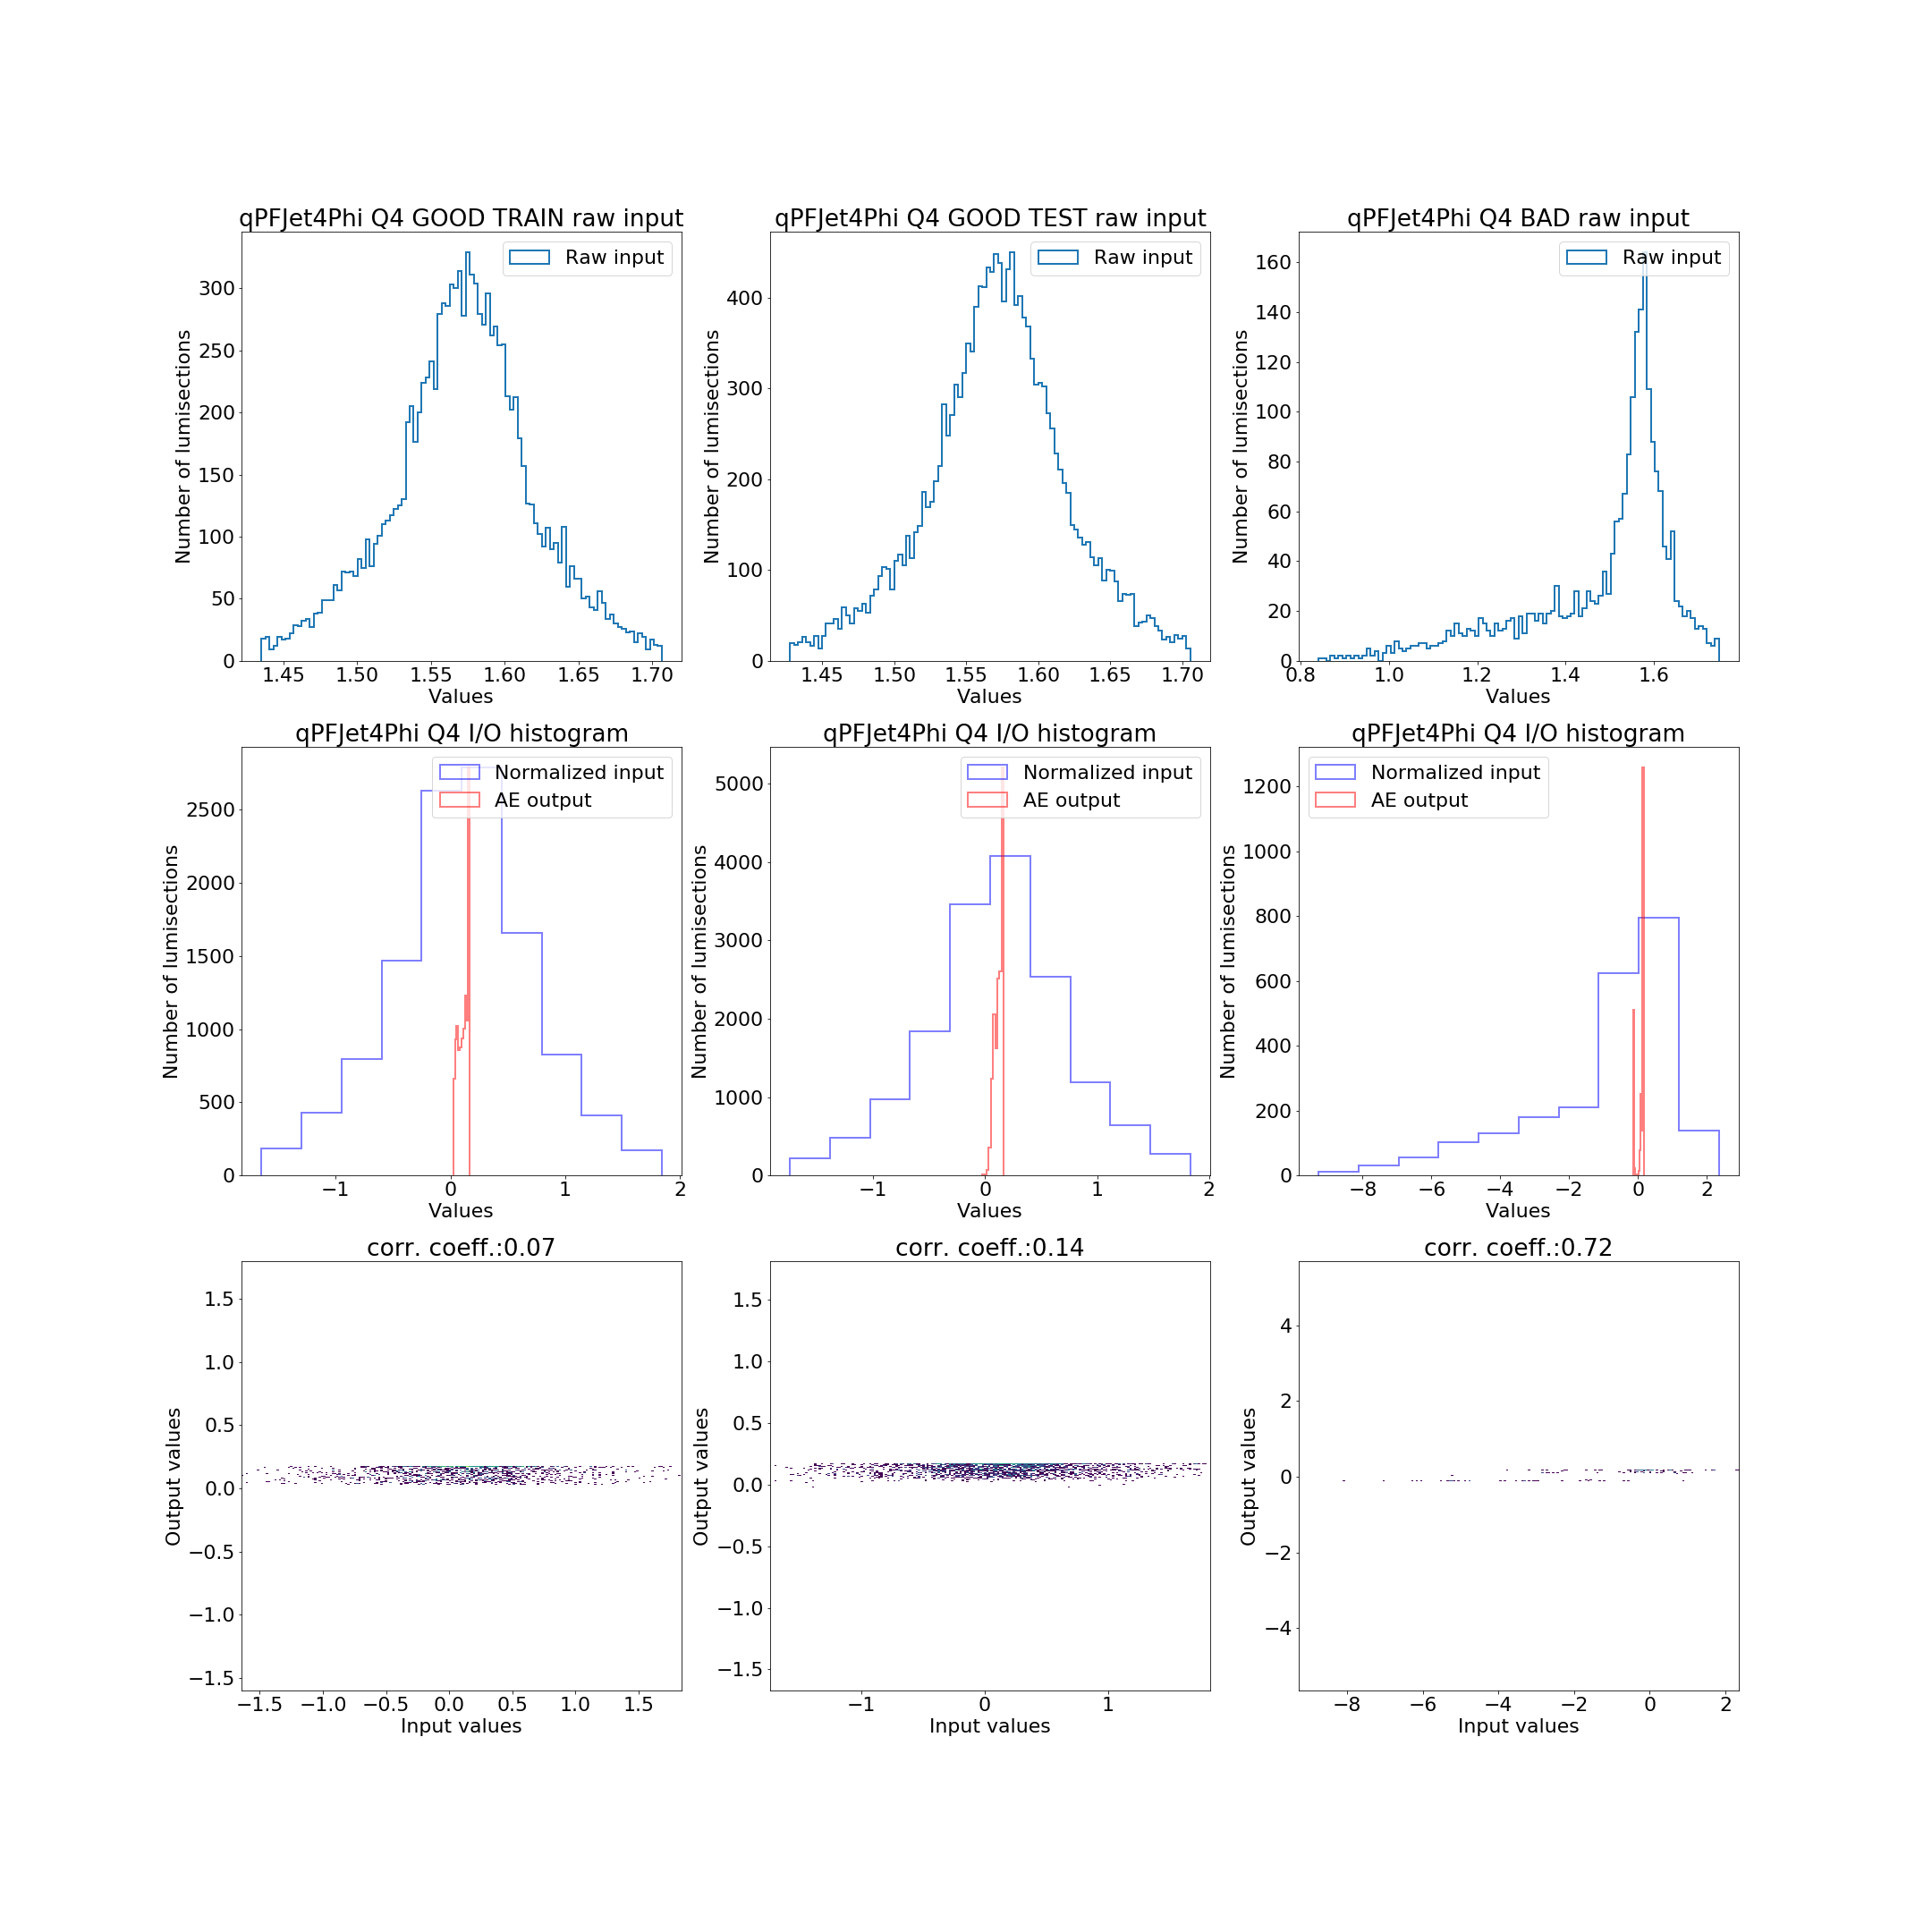 qPFJet4Phi Q4 GOOD TRAIN raw input
Raw input
Number of lumisections
0
50
100
150
200
250
300
1.45 1.50 1.55 1.60 1.65 1.70
Values
qPFJet4Phi Q4 GOOD TEST raw input
Raw input
Number of lumisections
0
100
200
300
400
1.45 1.50 1.55 1.60 1.65 1.70
Values
qPFJet4Phi Q4 BAD raw input
Raw input
Number of lumisections
0
20
40
60
80
100
120
140
160
0.8 1.0 1.2 1.4 1.6
Values
qPFJet4Phi Q4 I/O histogram
Normalized input
AE output
Number of lumisections
0
500
1000
1500
2000
2500
−1 0 1 2
Values
qPFJet4Phi Q4 I/O histogram
Normalized input
AE output
Number of lumisections
0
1000
2000
3000
4000
5000
−1 0 1 2
Values
qPFJet4Phi Q4 I/O histogram
Normalized input
AE output
Number of lumisections
0
200
400
600
800
1000
1200
−8 −6 −4 −2 0 2
Values
corr. coeff.:0.07
Output values
1.5
1.0
0.5
0.0
−0.5
−1.0
−1.5
−1.5 −1.0 −0.5 0.0 0.5 1.0 1.5
Input values
corr. coeff.:0.14
Output values
1.5
1.0
0.5
0.0
−0.5
−1.0
−1.5
−1 0 1
Input values
corr. coeff.:0.72
Output values
4
2
0
−2
−4
−8 −6 −4 −2 0 2
Input values